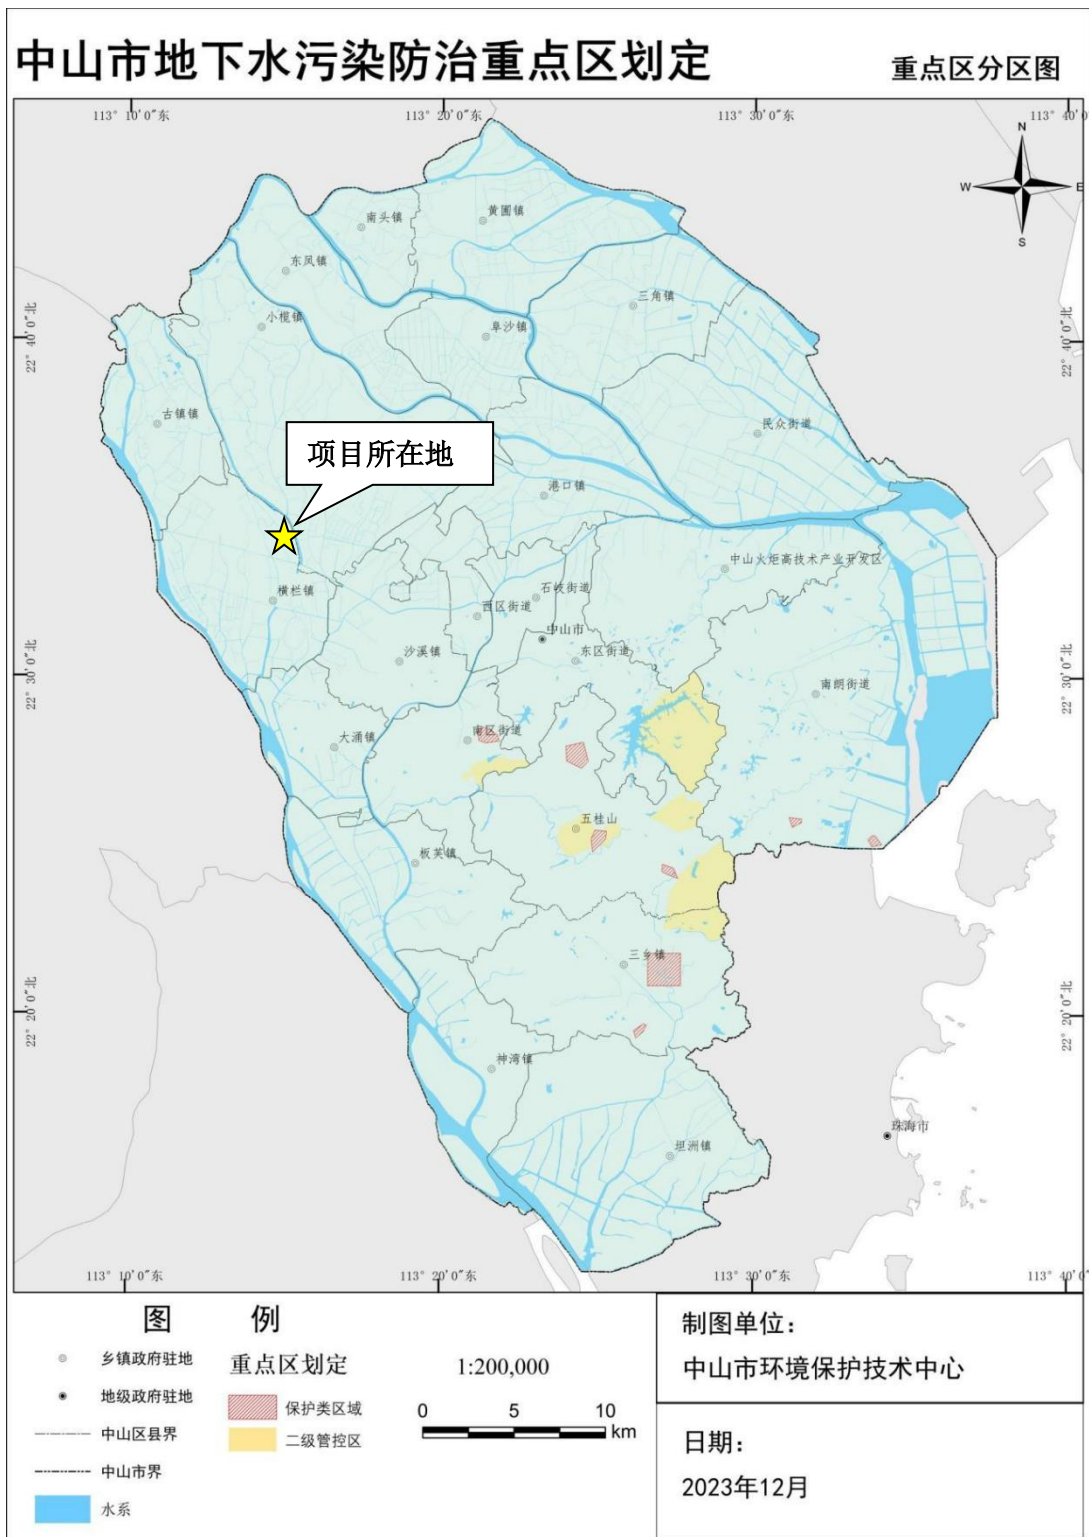 中山市地下水污染防治重点区划定
重点区分区图
113° 10′0″东
113° 20′0″东
113° 30′0″东
113° 40′0
N
W
E
S
南头镇
黄圃镇
东凤镇
三角镇
小榄镇
阜沙镇
22° 40′0″北
22° 40′0″北
古镇镇
民众街道
项目所在地
港口镇
中山火炬高技术产业开发区
横栏镇
石岐街道
西区街道
中山市
沙溪镇
东区街道
22° 30′0″北
22° 30′0″北
南朗街道
大涌镇
南区街道
五桂山
板芙镇
三乡镇
22° 20′0″北
22° 20′0″北
神湾镇
珠海市
坦洲镇
113° 10′0″东
113° 20′0″东
113° 30′0″东
113° 40′0
图 例
乡镇政府驻地
地级政府驻地
中山区县界
中山市界
水系
重点区划定
保护类区域
二级管控区
1:200,000
0 5 10
km
制图单位：
中山市环境保护技术中心
日期：
2023年12月